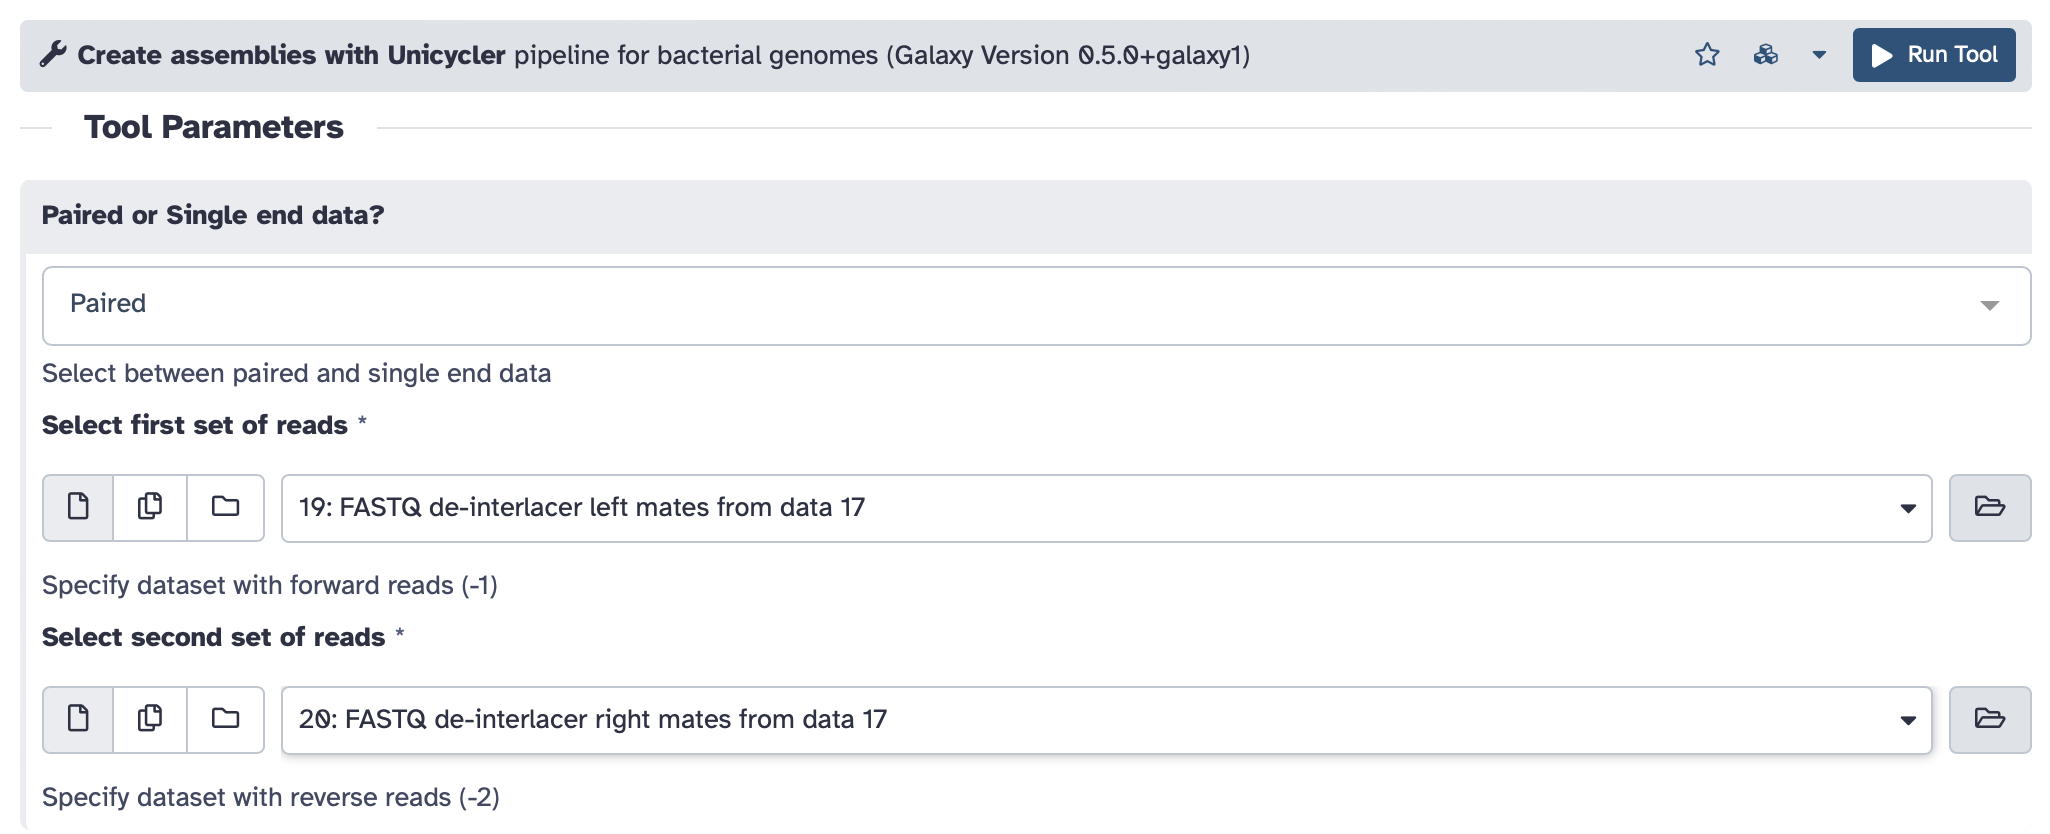 Create assemblies with Unicycler pipeline for bacterial genomes (Galaxy Version 0.5.0+galaxy1)
Run Tool
Tool Parameters
Paired or Single end data?
Paired
Select between paired and single end data
Select first set of reads *
19: FASTQ de-interlacer left mates from data 17
Specify dataset with forward reads (-1)
Select second set of reads *
20: FASTQ de-interlacer right mates from data 17
Specify dataset with reverse reads (-2)